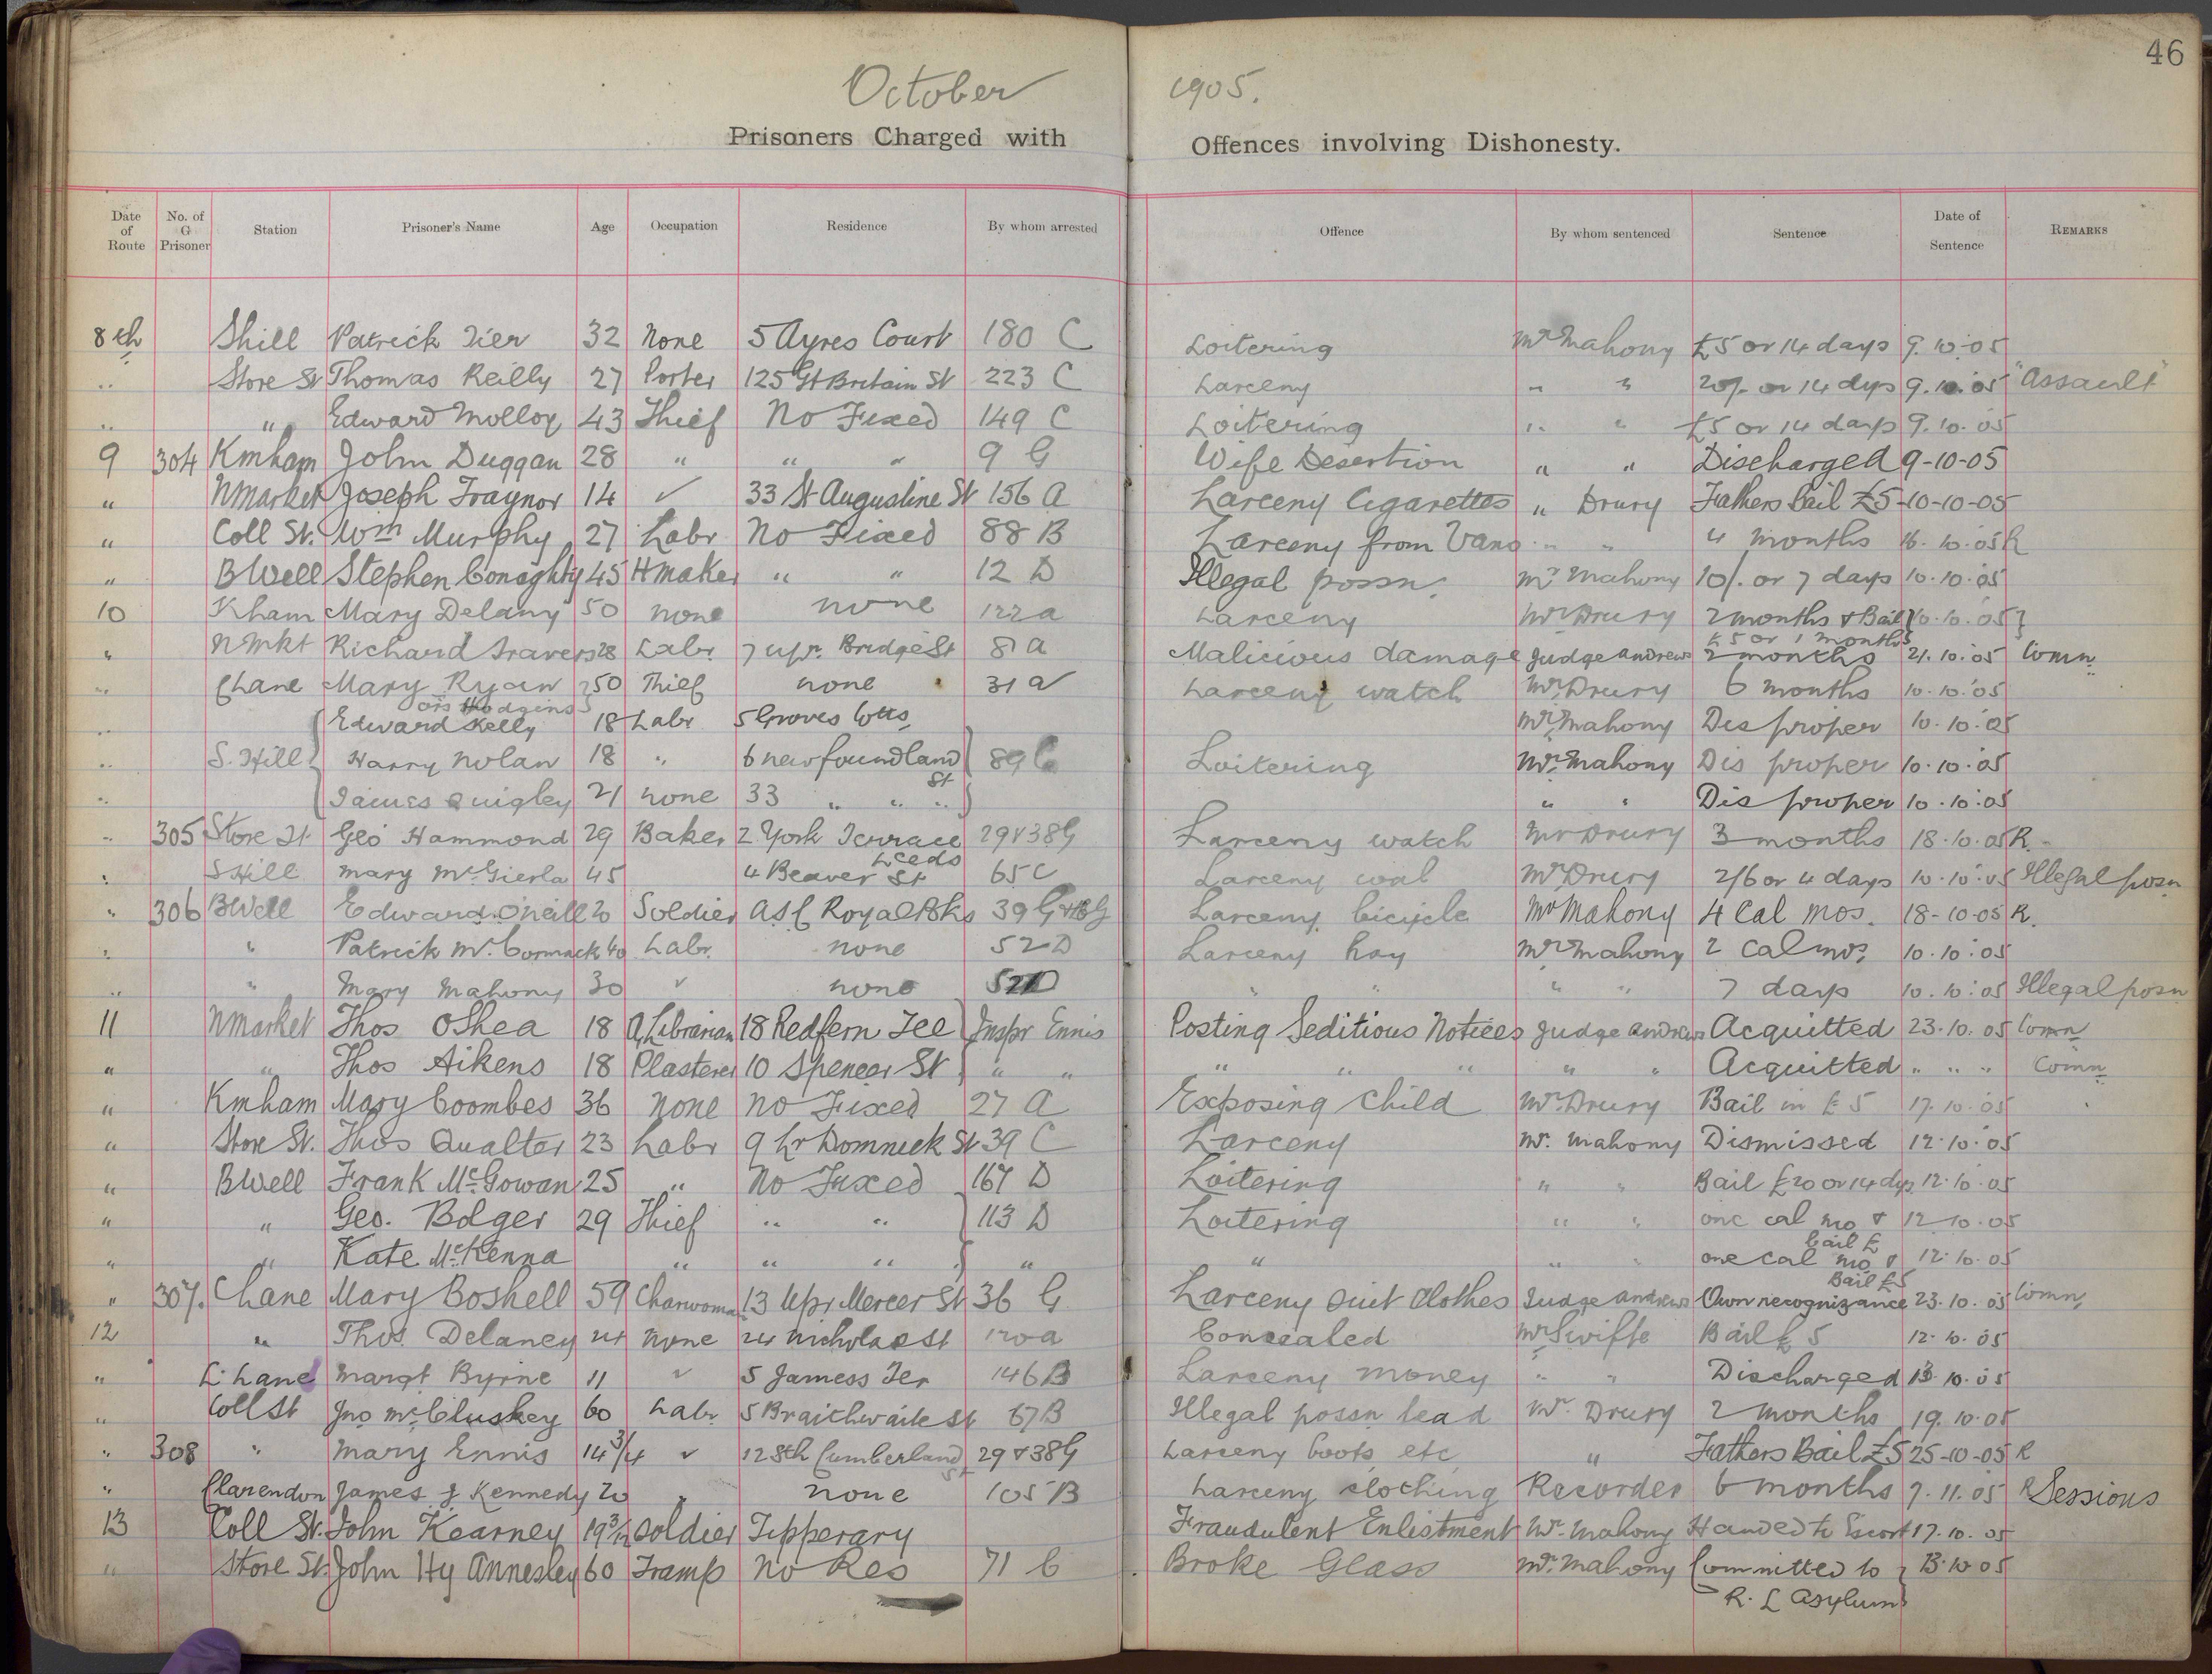 46
October 1905.
Prisoners Charged with Offences involving Dishonesty.
Date of Route No. of G Prisoner Station Prisoner's Name Age Occupation Residence By whom arrested Offence By whom sentenced Sentence Date of Sentence REMARKS
8th Shill Patrick Tier 32 None 5 Ayres Court 180 C Loitering Mr Mahony £5 or 14 days 9.10.05
" Store St Thomas Reilly 27 Porter 125 Gt Britain St 223 C Larceny " " 20/- or 14 dys 9.10.05 "Assault"
" " Edward Molloy 43 Thief No Fixed 149 C Loitering " " £5 or 14 days 9.10.05
9 304 Kmham John Duggan 28 " " " 9 G Wife Desertion " " Discharged 9-10-05
" NMarket Joseph Traynor 14 ✓ 33 St Augustine St 156 A Larceny Cigarettes " Drury Fathers bail £5 -10-10-05
" Coll St. Wm Murphy 27 Labr No Fixed 88 B Larceny from Vans " " 4 Months 16.10.05 R
" BWell Stephen Conaghty 45 Hmaker " " 12 D Illegal possn. Mr Mahony 10/. or 7 days 10.10.05
10 Kham Mary Delany 50 none none 122 a Larceny Mr Drury 2 months & Bail 10.10.05
£5 or 1 month
" N Mkt Richard Travers 28 Labr. 7 upr. Bridge St 81 a Malicious damage Judge Andrews 2 months 21.10.05 Comn.
" Chane Mary Ryan 50 Thief none 31 a Larceny watch Mr Drury 6 months 10.10.05
ors Hodgins
" Edward Kelly 18 Labr 5 Groves Cotts Mr Mahony Dis proper 10.10.05
" S. Hill Harry Nolan 18 " 6 newfoundland St 89 C Loitering Mr. Mahony Dis proper 10.10.05
" James Quigley 21 none 33 " " " " " Dis proper 10.10.05
" 305 Store St Geo Hammond 29 Baker 2 York Terrace Leeds 29 & 38 G Larceny watch Mr Drury 3 months 18.10.05 R.
" SHill Mary McGierla 45 4 Beaver St 65 C Larceny coal Mr Drury 2/6 or 4 days 10.10.05 Illegal posn
" 306 BWell Edward O'Neill 20 Soldier ASC Royal Bks 39 G & 16 G Larceny bicycle Mr Mahony 4 Cal mos. 18-10-05 R.
" " Patrick McCormack 40 Labr. none 52 D Larceny hay Mr Mahony 2 Cal mos. 10.10.05
" " Mary Mahony 30 ✓ none 52 D " " " " 7 days 10.10.05 Illegal posn
11 NMarket Thos OShea 18 A, Librarian 18 Redfern Tce Inspr Ennis Posting Seditious Notices Judge Andrews Acquitted 23.10.05 Comn
" " Thos Aikens 18 Plasterer 10 Spencer St " " " " " " " Acquitted " " " Comn
" Kmham Mary Coombes 36 none no Fixed 27 A Exposing Child Mr. Drury Bail in £5 17.10.05
" Store St. Thos Qualter 23 Labr 9 Lr Domnick St 39 C Larceny Mr. Mahony Dismissed 12.10.05
" BWell Frank McGowan 25 " No Fixed 167 D Loitering " " Bail £20 or 14 dys 12.10.05
" " Geo. Bolger 29 Thief " " 113 D Loitering " " one cal mo & 12 10.05
bail £
" " Kate McKenna " " " " " " " one cal mo & 12.10.05
Bail £5
" 307. Chane Mary Boshell 59 Charwoman 13 Upr Mercer St 36 G Larceny Suit Clothes Judge Andrews Own recognizance 23.10.05 Comn,
12 " Thos. Delaney 24 none 24 Nicholas St 120 a Concealed Mr Swifte Bail £5 12.10.05
" L. Lane Margt Byrne 11 ✓ 5 Jamess Ter 146 B Larceny money " " Discharged 13.10.05
" Coll St Jno McCluskey 60 Labr 5 Braithwaite St 67 B Illegal possn lead Mr. Drury 2 months 19.10.05
" 308 " Mary Ennis 14 3/4 ✓ 12 Sth Cumberland St 29 & 38 G Larceny boots etc " Fathers Bail £5 25-10-05 R
" Clarendon James J Kennedy 20 " none 105 B Larceny clothing Recorder 6 months 7.11.05 R Sessions
13 Coll St. John Kearney 19 3/12 Soldier Tipperary Fraudulent Enlistment Mr. Mahony Handed to Escort 17.10.05
" Store St. John Hy Annesley 60 Tramp No Res 71 C Broke Glass Mr. Mahony Committed to 13.10.05
R. L Asylum